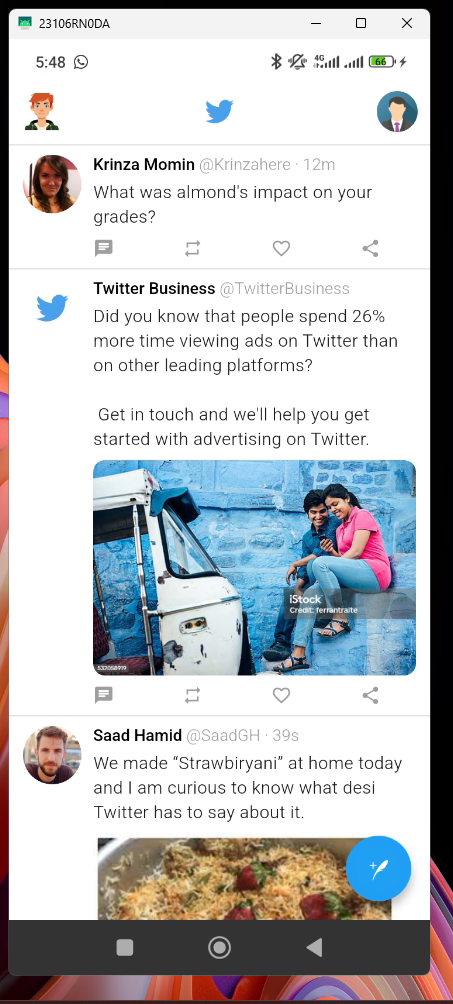 23106RN0DA
5:48
4G
66
Krinza Momin @Krinzahere · 12m
What was almond's impact on your
grades?
Twitter Business @TwitterBusiness
Did you know that people spend 26%
more time viewing ads on Twitter than
on other leading platforms?
Get in touch and we'll help you get
started with advertising on Twitter.
iStock
Credit: ferrantraite
532058919
Saad Hamid @SaadGH · 39s
We made “Strawbiryani” at home today
and I am curious to know what desi
Twitter has to say about it.